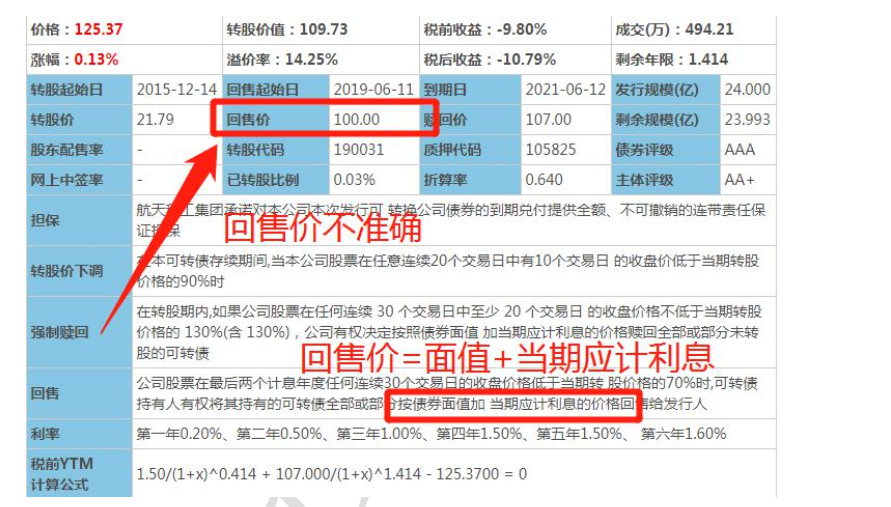 价格：125.37 转股价值：109.73 税前收益：-9.80% 成交(万)：494.21
涨幅：0.13% 溢价率：14.25% 税后收益：-10.79% 剩余年限：1.414
转股起始日 2015-12-14 回售起始日 2019-06-11 到期日 2021-06-12 发行规模(亿) 24.000
转股价 21.79 回售价 100.00 赎回价 107.00 剩余规模(亿) 23.993
股东配售率 - 转股代码 190031 质押代码 105825 债券评级 AAA
网上中签率 - 已转股比例 0.03% 折算率 0.640 主体评级 AA+
担保 航天 工集团承诺对本公司本次发行可 转换公司债券的到期兑付提供全额、不可撤销的连带责任保
证担保
回售价不准确
转股价下调 在本可转债存续期间,当本公司股票在任意连续20个交易日中有10个交易日 的收盘价低于当期转股
价格的90%时
强制赎回 在转股期内,如果公司股票在任何连续 30 个交易日中至少 20 个交易日 的收盘价格不低于当期转股
价格的 130%(含 130%)，公司有权决定按照债券面值 加当期应计利息的价格赎回全部或部分未转
股的可转债
回售价=面值+当期应计利息
回售 公司股票在最后两个计息年度任何连续30个交易日的收盘价格低于当期转 股价格的70%时,可转债
持有人有权将其持有的可转债全部或部分按债券面值加 当期应计利息的价格回售给发行人
利率 第一年0.20%、第二年0.50%、第三年1.00%、第四年1.50%、第五年1.50%、 第六年1.60%
税前YTM
计算公式 1.50/(1+x)^0.414 + 107.000/(1+x)^1.414 - 125.3700 = 0